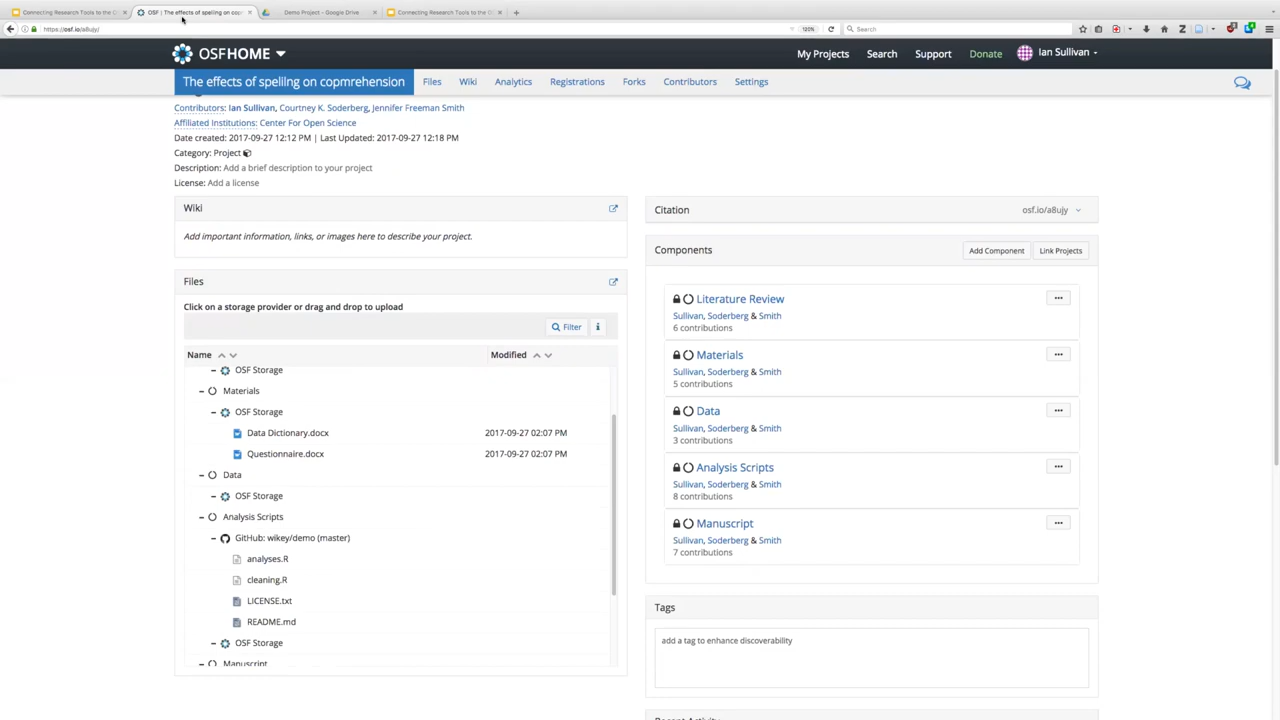 Connecting Research Tools to the O
OSF | The effects of spelling on copm
Demo Project - Google Drive
Connecting Research Tools to the O
https://osf.io/a8ujy/
120%
Search
OSFHOME
My Projects
Search
Support
Donate
Ian Sullivan
The effects of speliling on copmrehension
Files
Wiki
Analytics
Registrations
Forks
Contributors
Settings
Contributors: Ian Sullivan, Courtney K. Soderberg, Jennifer Freeman Smith
Affiliated Institutions: Center For Open Science
Date created: 2017-09-27 12:12 PM | Last Updated: 2017-09-27 12:18 PM
Category: Project
Description: Add a brief description to your project
License: Add a license
Wiki
Add important information, links, or images here to describe your project.
Files
Click on a storage provider or drag and drop to upload
Filter
Name
Modified
OSF Storage
Materials
OSF Storage
Data Dictionary.docx 2017-09-27 02:07 PM
Questionnaire.docx 2017-09-27 02:07 PM
Data
OSF Storage
Analysis Scripts
GitHub: wikey/demo (master)
analyses.R
cleaning.R
LICENSE.txt
README.md
OSF Storage
Manuscript
Citation
osf.io/a8ujy
Components
Add Component
Link Projects
Literature Review
Sullivan, Soderberg & Smith
6 contributions
Materials
Sullivan, Soderberg & Smith
5 contributions
Data
Sullivan, Soderberg & Smith
3 contributions
Analysis Scripts
Sullivan, Soderberg & Smith
8 contributions
Manuscript
Sullivan, Soderberg & Smith
7 contributions
Tags
add a tag to enhance discoverability